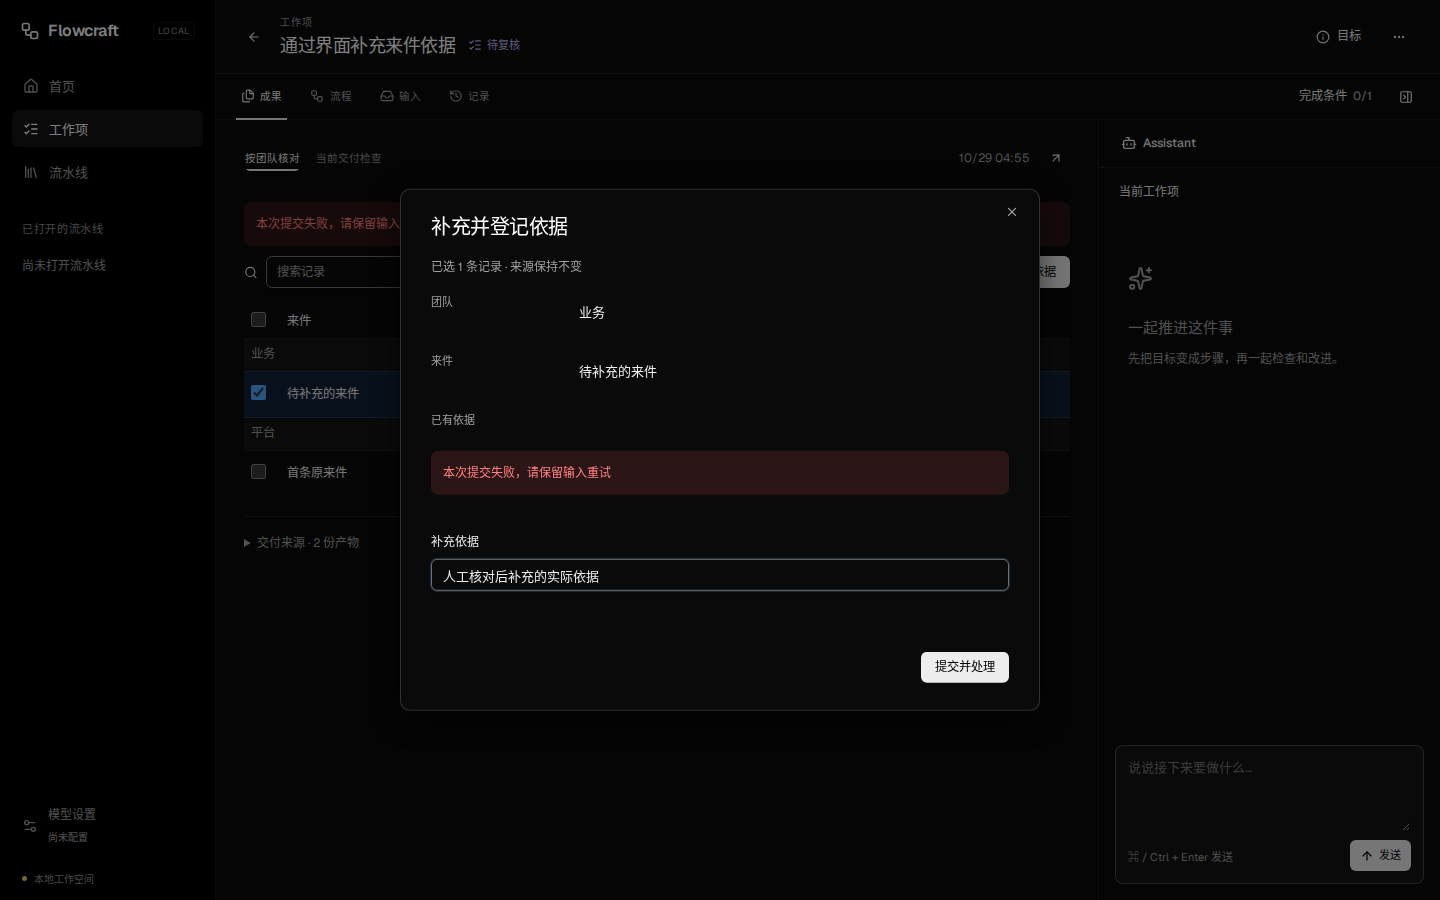 Flowcraft
LOCAL
首页
工作项
流水线
已打开的流水线
尚未打开流水线
模型设置
尚未配置
本地工作空间
工作项
通过界面补充来件依据
待复核
目标
成果
流程
输入
记录
完成条件 0/1
按团队核对
当前交付检查
10/29 04:55
本次提交失败，请保留输入
搜索记录
依据
来件
业务
待补充的来件
平台
首条原来件
交付来源 · 2 份产物
补充并登记依据
已选 1 条记录 · 来源保持不变
团队
业务
来件
待补充的来件
已有依据
本次提交失败，请保留输入重试
补充依据
人工核对后补充的实际依据
提交并处理
Assistant
当前工作项
一起推进这件事
先把目标变成步骤，再一起检查和改进。
说说接下来要做什么…
⌘ / Ctrl + Enter 发送
发送